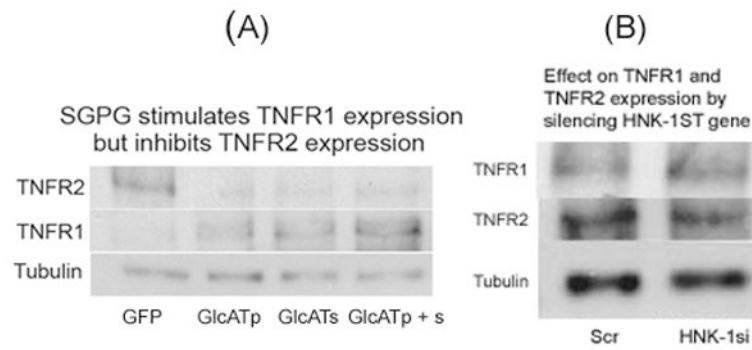 (A)
SGPG stimulates TNFR1 expression
but inhibits TNFR2 expression
TNFR2
TNFR1
Tubulin
GFP GlcATp GlcATs GlcATp + s
(B)
Effect on TNFR1 and
TNFR2 expression by
silencing HNK-1ST gene
TNFR1
TNFR2
Tubulin
Scr HNK-1si